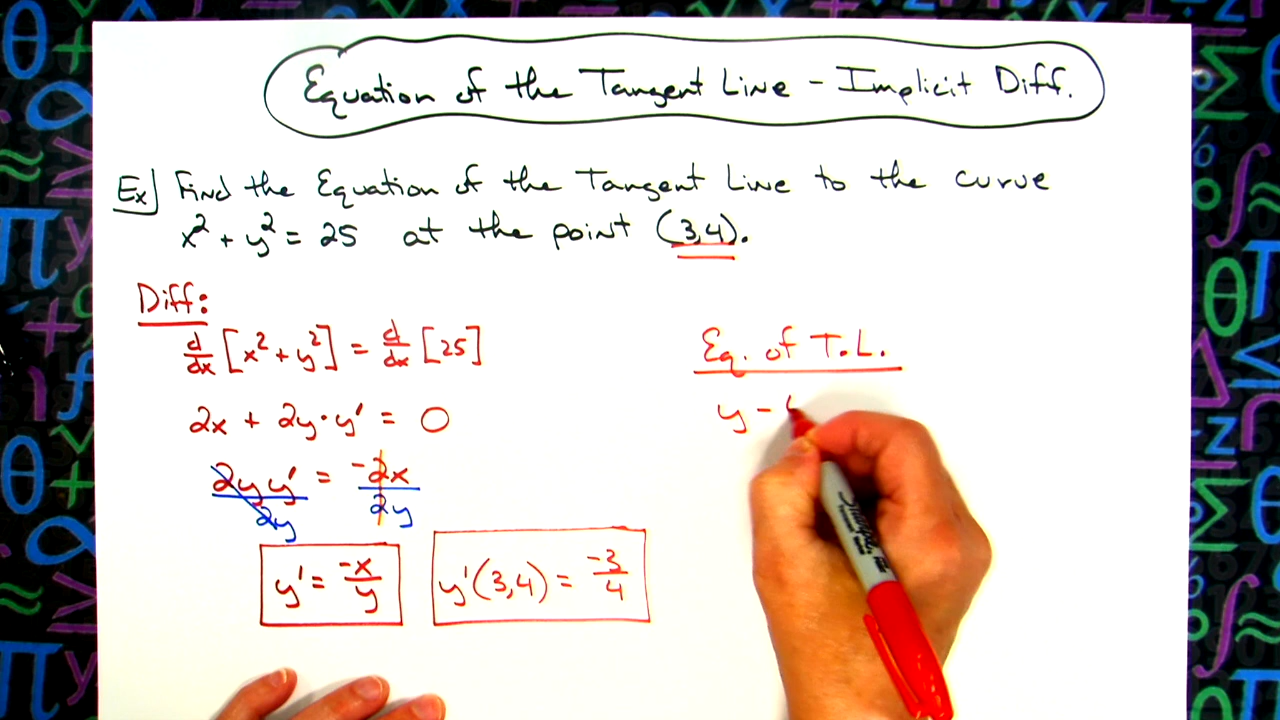 Equation of the Tangent Line - Implicit Diff.
Ex] Find the Equation of the Tangent Line to the curve
x² + y² = 25 at the point (3,4).
Diff:
d/dx [x² + y²] = d/dx [25]
2x + 2y·y' = 0
2y y'/2y = -2x/2y
y' = -x/y
y'(3,4) = -3/4
Eq. of T.L.
y -